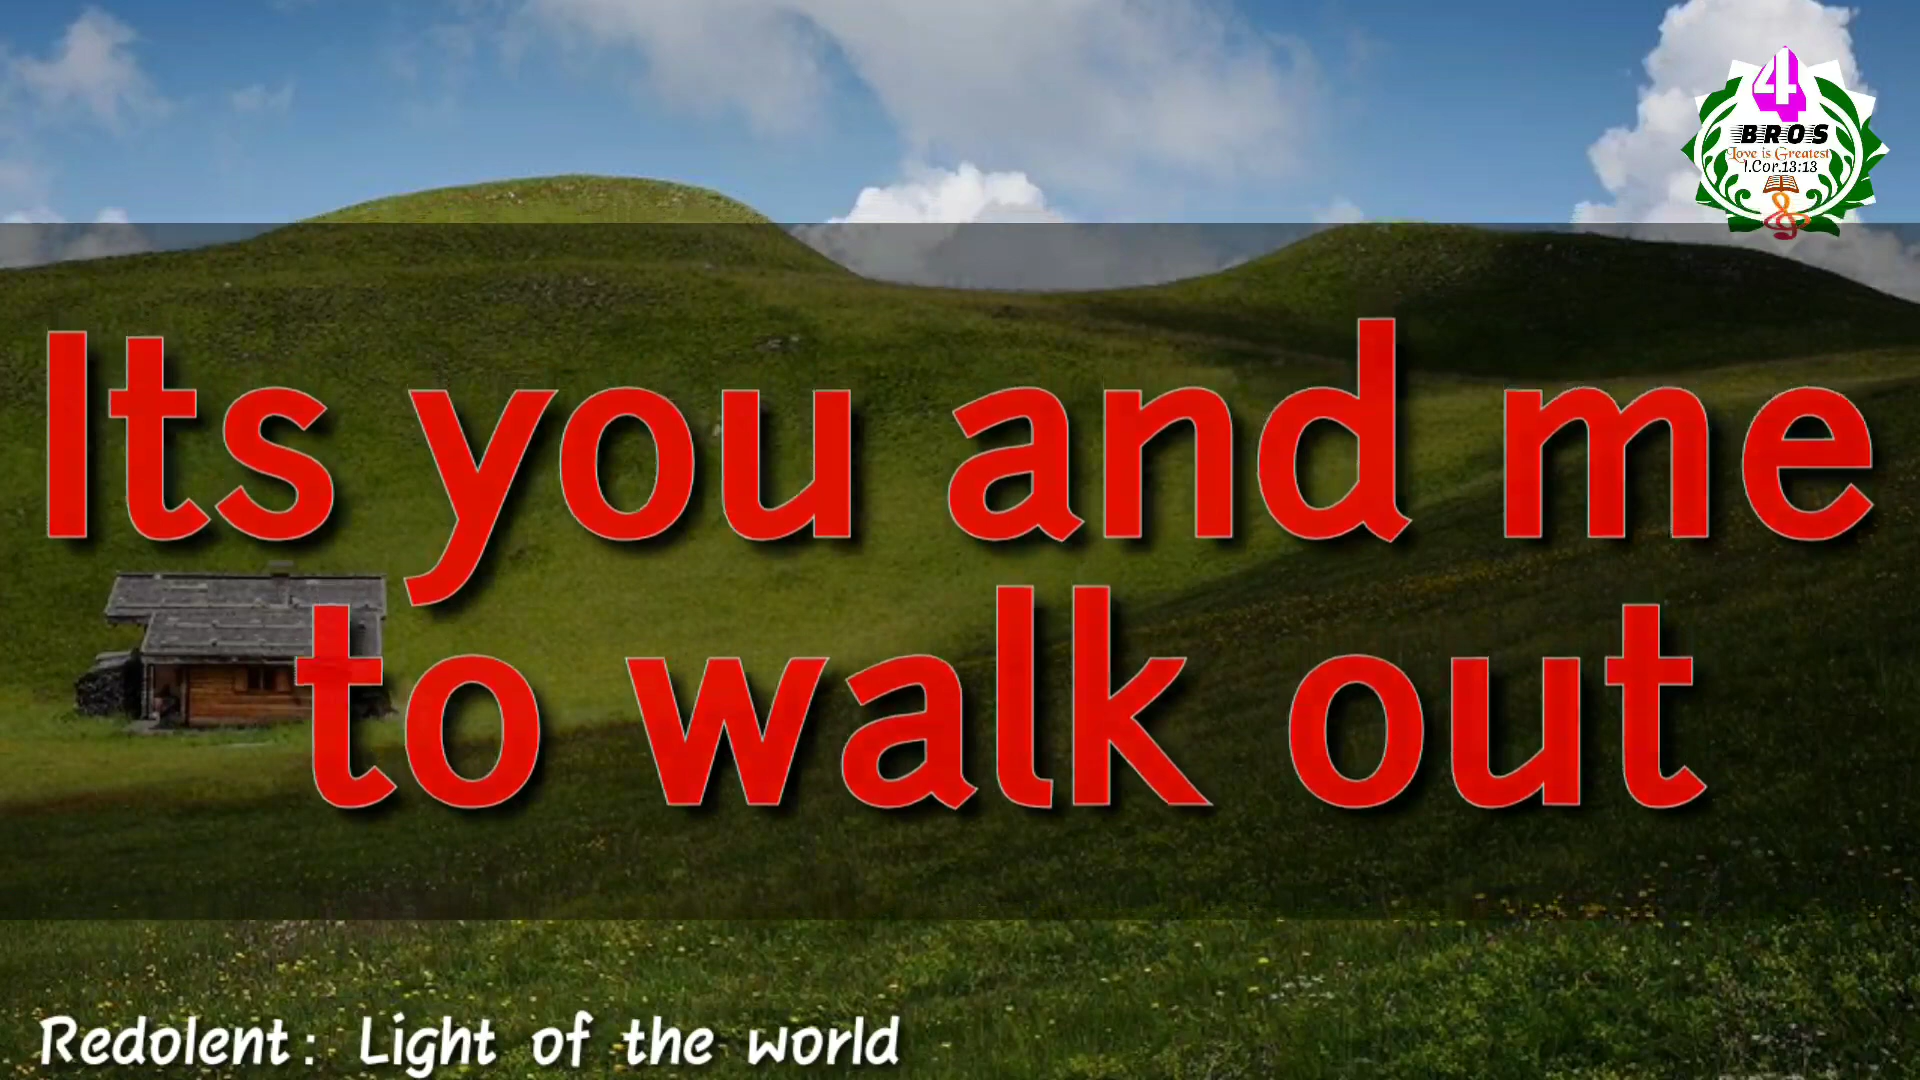 4
BROS
Love is Greatest
1.Cor.13:13
Its you and me
to walk out
Redolent: Light of the world